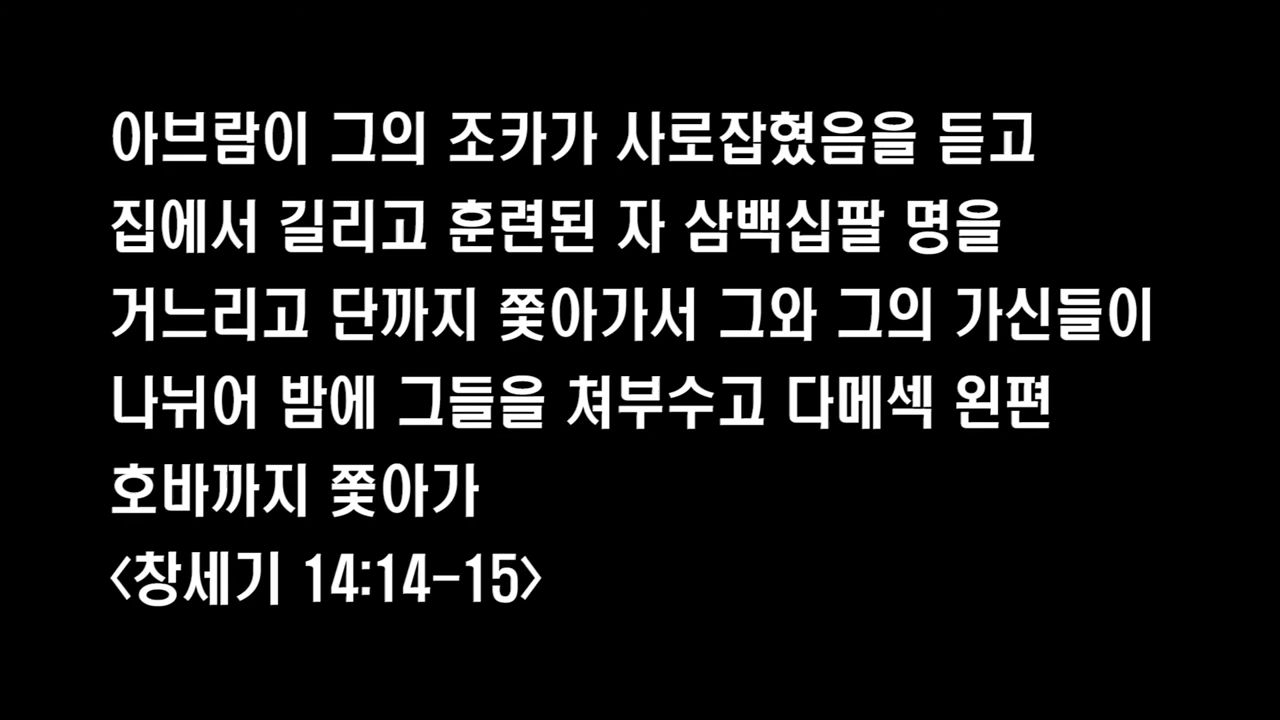 아브람이 그의 조카가 사로잡혔음을 듣고
집에서 길리고 훈련된 자 삼백십팔 명을
거느리고 단까지 쫓아가서 그와 그의 가신들이
나뉘어 밤에 그들을 쳐부수고 다메섹 왼편
호바까지 쫓아가
<창세기 14:14-15>